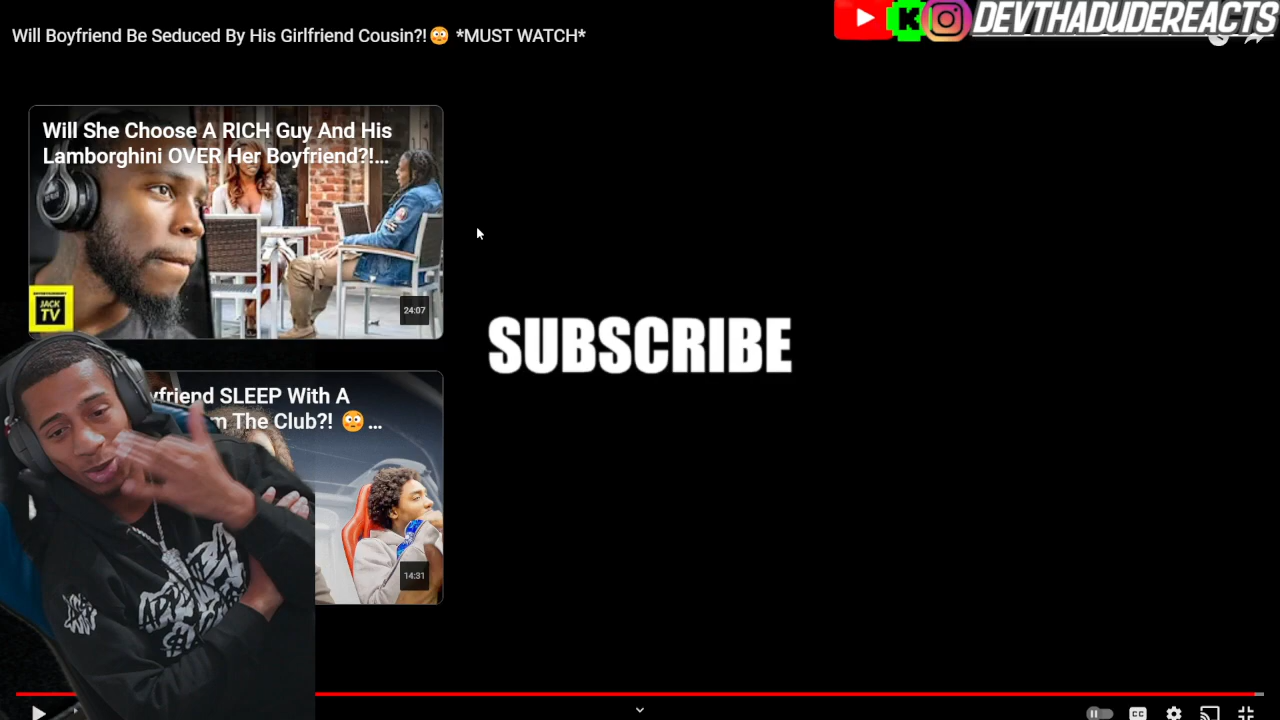 DEVTHADUDEREACTS
K
Will Boyfriend Be Seduced By His Girlfriend Cousin?!😳 *MUST WATCH*
Will She Choose A RICH Guy And His
Lamborghini OVER Her Boyfriend?!...
JACK
TV
24:07
SUBSCRIBE
yfriend SLEEP With A
m The Club?! 😳...
14:31
CC